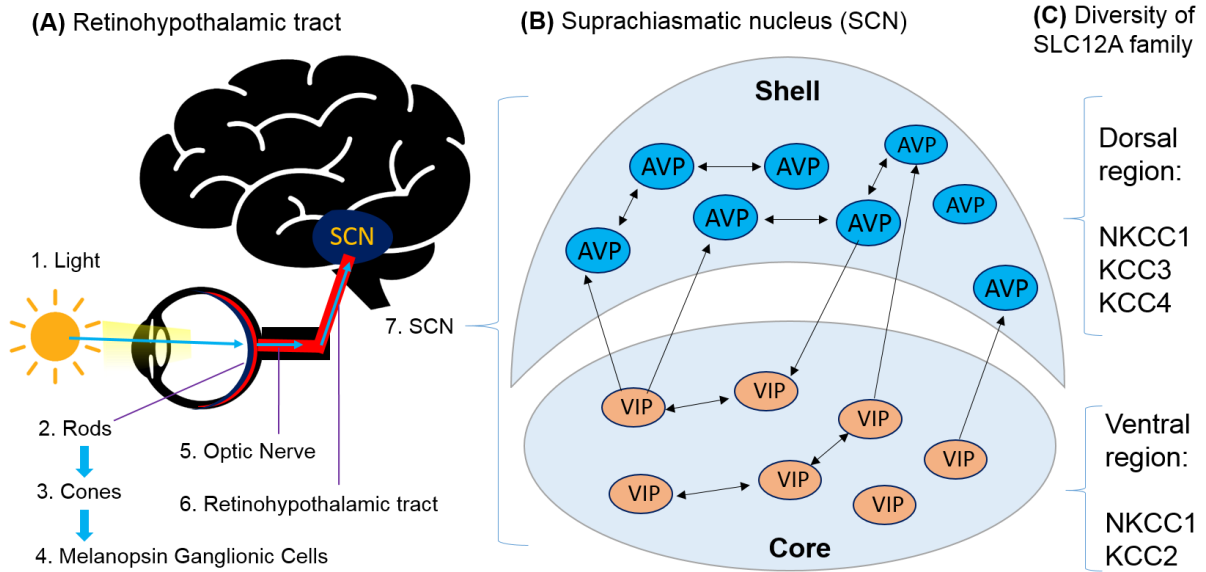 (A) Retinohypothalamic tract
SCN
1. Light
2. Rods
3. Cones
4. Melanopsin Ganglionic Cells
5. Optic Nerve
6. Retinohypothalamic tract
7. SCN
(B) Suprachiasmatic nucleus (SCN)
Shell
AVP
AVP
AVP
AVP
AVP
AVP
AVP
AVP
VIP
VIP
VIP
VIP
VIP
VIP
VIP
Core
(C) Diversity of
SLC12A family
Dorsal
region:
NKCC1
KCC3
KCC4
Ventral
region:
NKCC1
KCC2